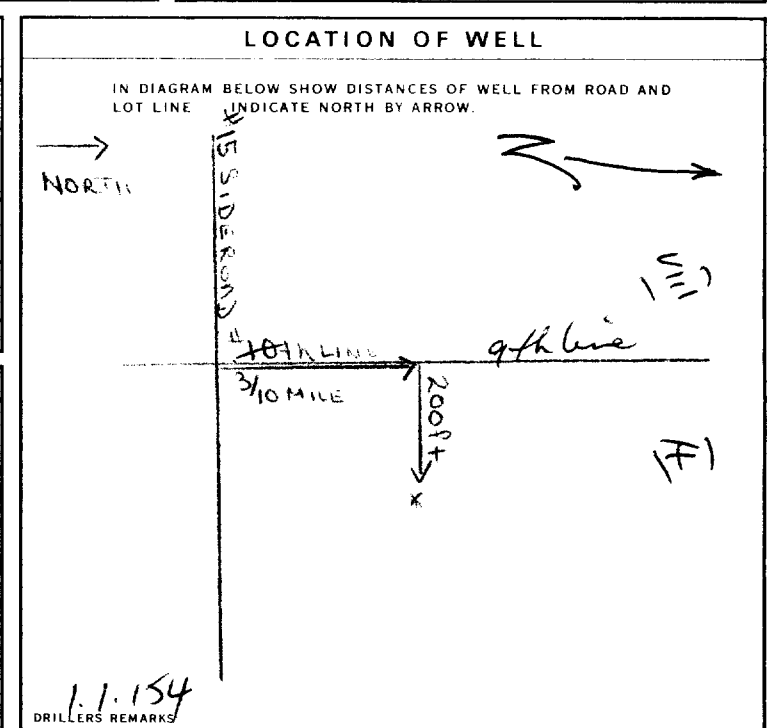 LOCATION OF WELL
IN DIAGRAM BELOW SHOW DISTANCES OF WELL FROM ROAD AND
LOT LINE INDICATE NORTH BY ARROW.
NORTH
N
#15 SIDEROAD
#10th LINE
9th line
3/10 MILE
200ft
1.1.154
DRILLERS REMARKS